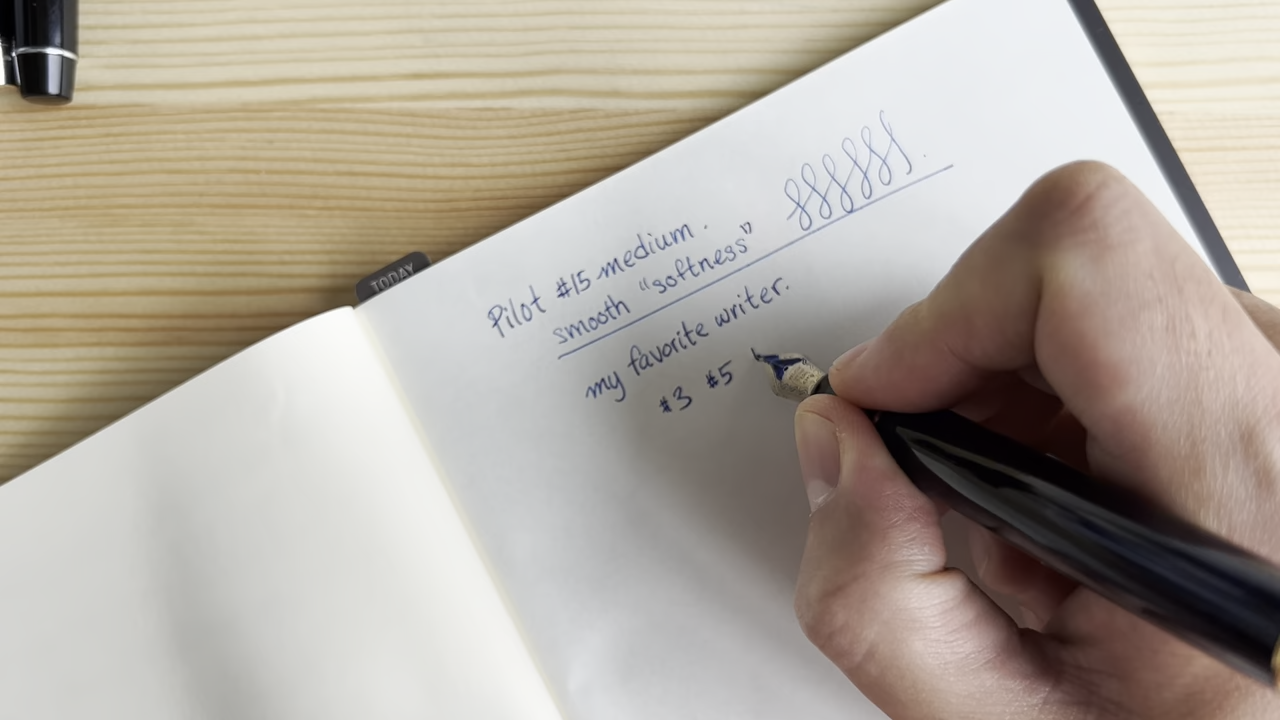 TODAY
Pilot #15 medium.
smooth "softness"
my favorite writer.
#3 #5